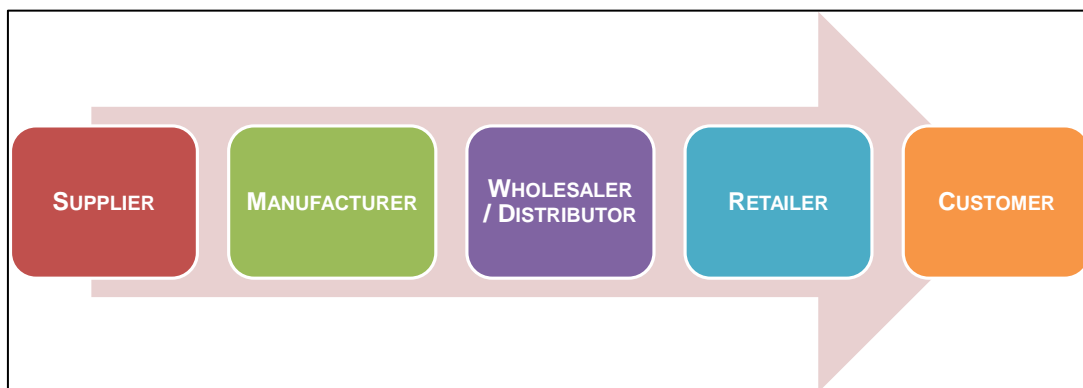 SUPPLIER
MANUFACTURER
WHOLESALER
/ DISTRIBUTOR
RETAILER
CUSTOMER